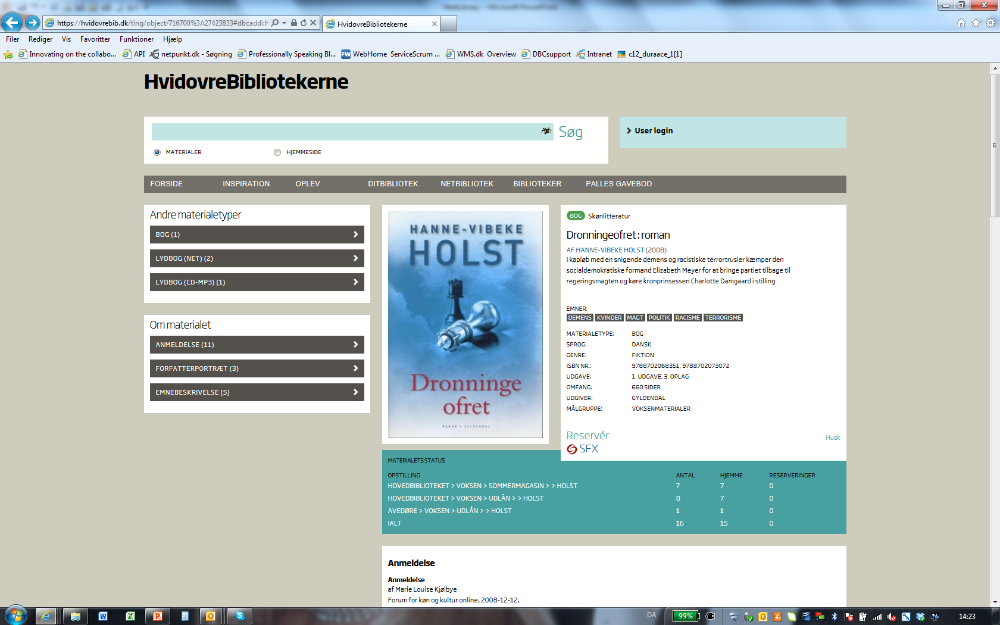 https://hvidovrebib.dk/ting/object/716700%3A27423833#dbcaddi:h
HvidovreBibliotekerne
Filer Rediger Vis Favoritter Funktioner Hjælp
Innovating on the collabo... API netpunkt.dk - Søgning Professionally Speaking Bl... WebHome ServiceScrum ... WMS.dk Overview DBCsupport Intranet c12_duraace_1[1]
HvidovreBibliotekerne
Søg
User login
MATERIALER HJEMMESIDE
FORSIDE INSPIRATION OPLEV DITBIBLIOTEK NETBIBLIOTEK BIBLIOTEKER PALLES GAVEBOD
Andre materialetyper
BOG (1)
LYDBOG (NET) (2)
LYDBOG (CD-MP3) (1)
Om materialet
ANMELDELSE (11)
FORFATTERPORTRÆT (3)
EMNEBESKRIVELSE (5)
HANNE-VIBEKE
HOLST
Dronninge
ofret
ROMAN • GYLDENDAL
BOG Skønlitteratur
Dronningeofret : roman
AF HANNE-VIBEKE HOLST (2008)
I kapløb med en snigende demens og racistiske terrortrusler kæmper den
socialdemokratiske formand Elizabeth Meyer for at bringe partiet tilbage til
regeringsmagten og køre kronprinsessen Charlotte Damgaard i stilling
EMNER:
DEMENS KVINDER MAGT POLITIK RACISME TERRORISME
MATERIALETYPE: BOG
SPROG: DANSK
GENRE: FIKTION
ISBN NR.: 9788702068351, 9788702073072
UDGAVE: 1. UDGAVE, 3. OPLAG
OMFANG: 660 SIDER
UDGIVER: GYLDENDAL
MÅLGRUPPE: VOKSENMATERIALER
Reservér Husk
SFX
MATERIALETS STATUS
OPSTILLING ANTAL HJEMME RESERVERINGER
HOVEDBIBLIOTEKET > VOKSEN > SOMMERMAGASIN > > HOLST 7 7 0
HOVEDBIBLIOTEKET > VOKSEN > UDLÅN > > HOLST 8 7 0
AVEDØRE > VOKSEN > UDLÅN > > HOLST 1 1 0
IALT 16 15 0
Anmeldelse
Anmeldelse
af Marie Louise Kjølbye
Forum for køn og kultur online, 2008-12-12,
DA 99% 14:23